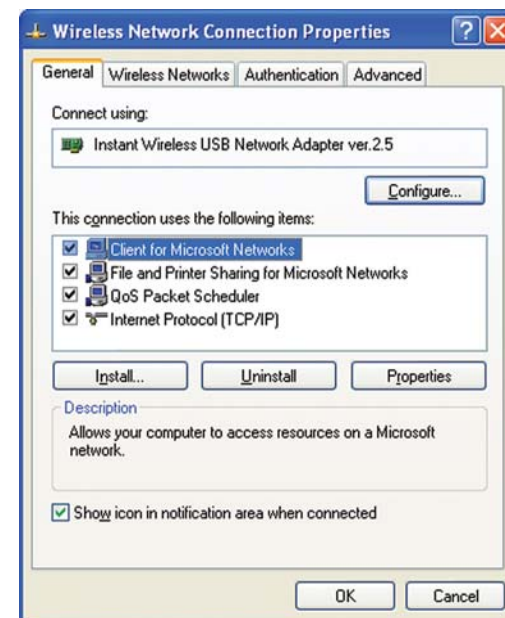 Wireless Network Connection Properties
General Wireless Networks Authentication Advanced
Connect using:
Instant Wireless USB Network Adapter ver.2.5
Configure...
This connection uses the following items:
Client for Microsoft Networks
File and Printer Sharing for Microsoft Networks
QoS Packet Scheduler
Internet Protocol (TCP/IP)
Install... Uninstall Properties
Description
Allows your computer to access resources on a Microsoft
network.
Show icon in notification area when connected
OK Cancel